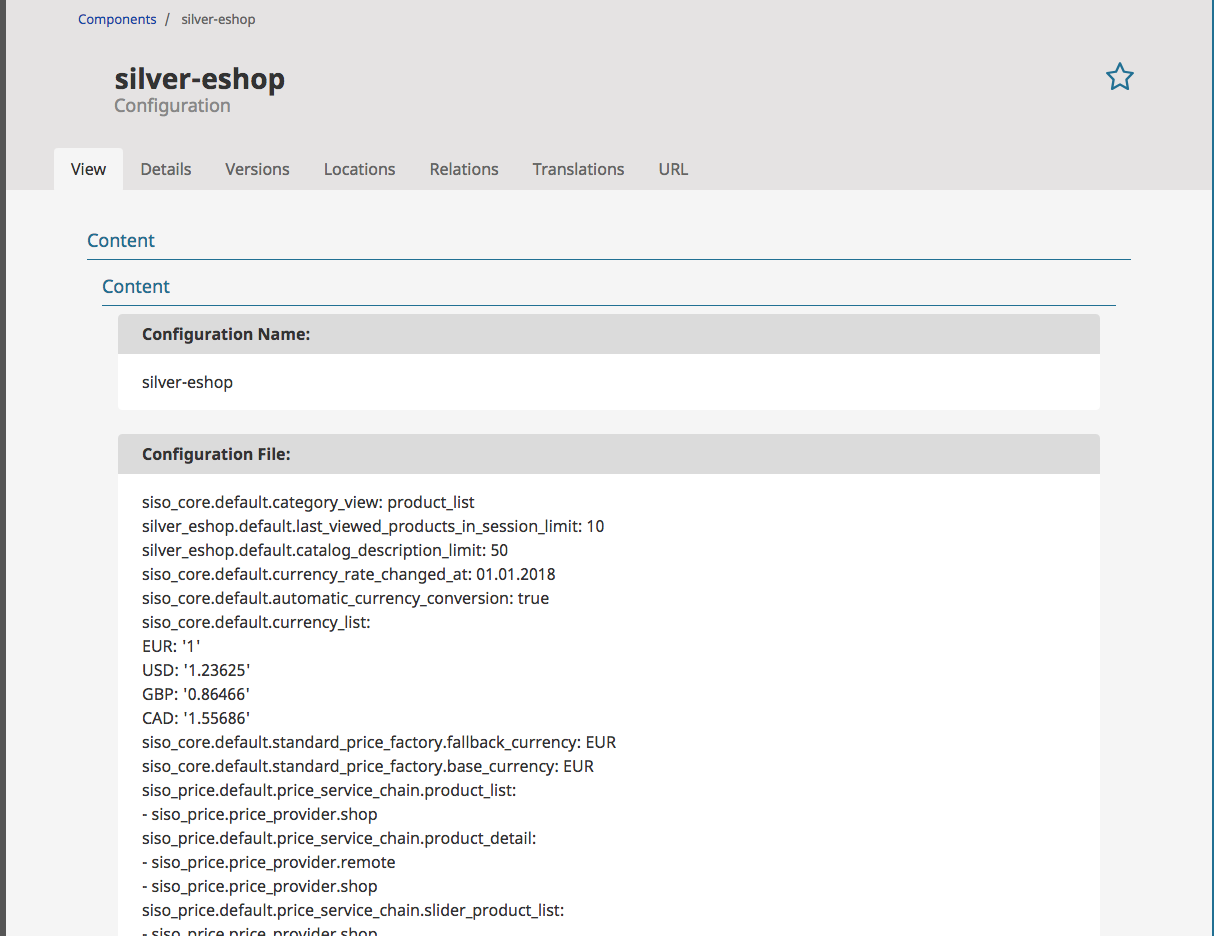 Components / silver-eshop
silver-eshop
Configuration
View Details Versions Locations Relations Translations URL
Content
Content
Configuration Name:
silver-eshop
Configuration File:
siso_core.default.category_view: product_list
silver_eshop.default.last_viewed_products_in_session_limit: 10
silver_eshop.default.catalog_description_limit: 50
siso_core.default.currency_rate_changed_at: 01.01.2018
siso_core.default.automatic_currency_conversion: true
siso_core.default.currency_list:
EUR: '1'
USD: '1.23625'
GBP: '0.86466'
CAD: '1.55686'
siso_core.default.standard_price_factory.fallback_currency: EUR
siso_core.default.standard_price_factory.base_currency: EUR
siso_price.default.price_service_chain.product_list:
- siso_price.price_provider.shop
siso_price.default.price_service_chain.product_detail:
- siso_price.price_provider.remote
- siso_price.price_provider.shop
siso_price.default.price_service_chain.slider_product_list:
- siso_price.price_provider.shop